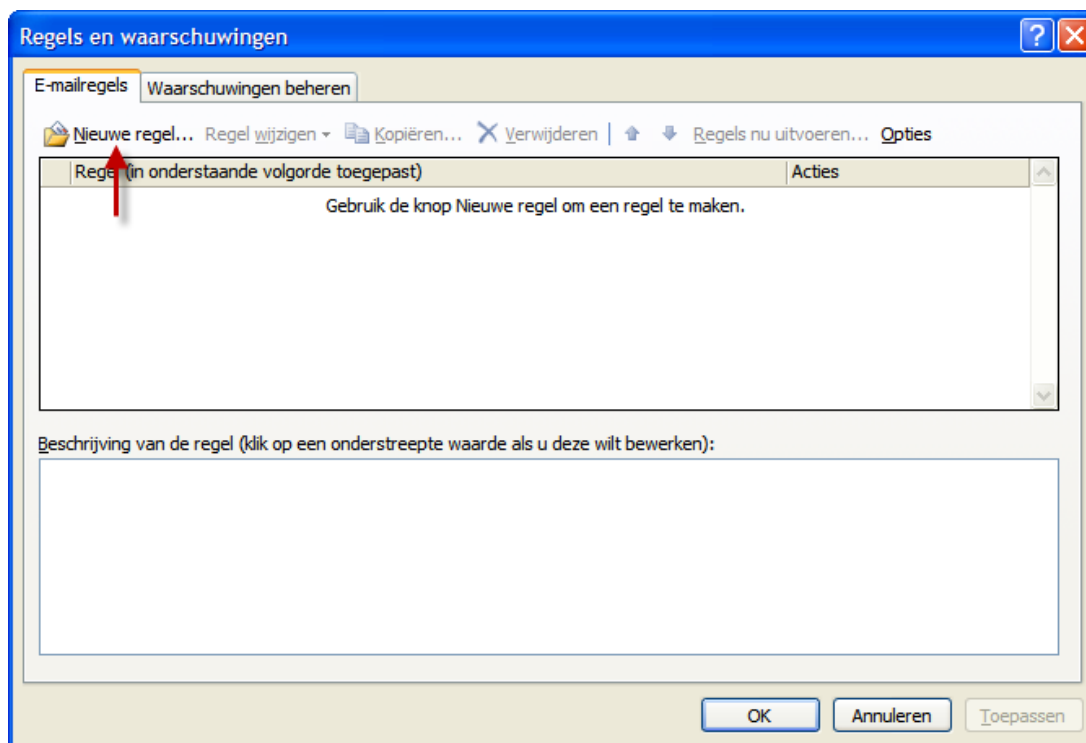 Regels en waarschuwingen
E-mailregels Waarschuwingen beheren
Nieuwe regel... Regel wijzigen Kopiëren... Verwijderen Regels nu uitvoeren... Opties
Regel (in onderstaande volgorde toegepast) Acties
Gebruik de knop Nieuwe regel om een regel te maken.
Beschrijving van de regel (klik op een onderstreepte waarde als u deze wilt bewerken):
OK Annuleren Toepassen